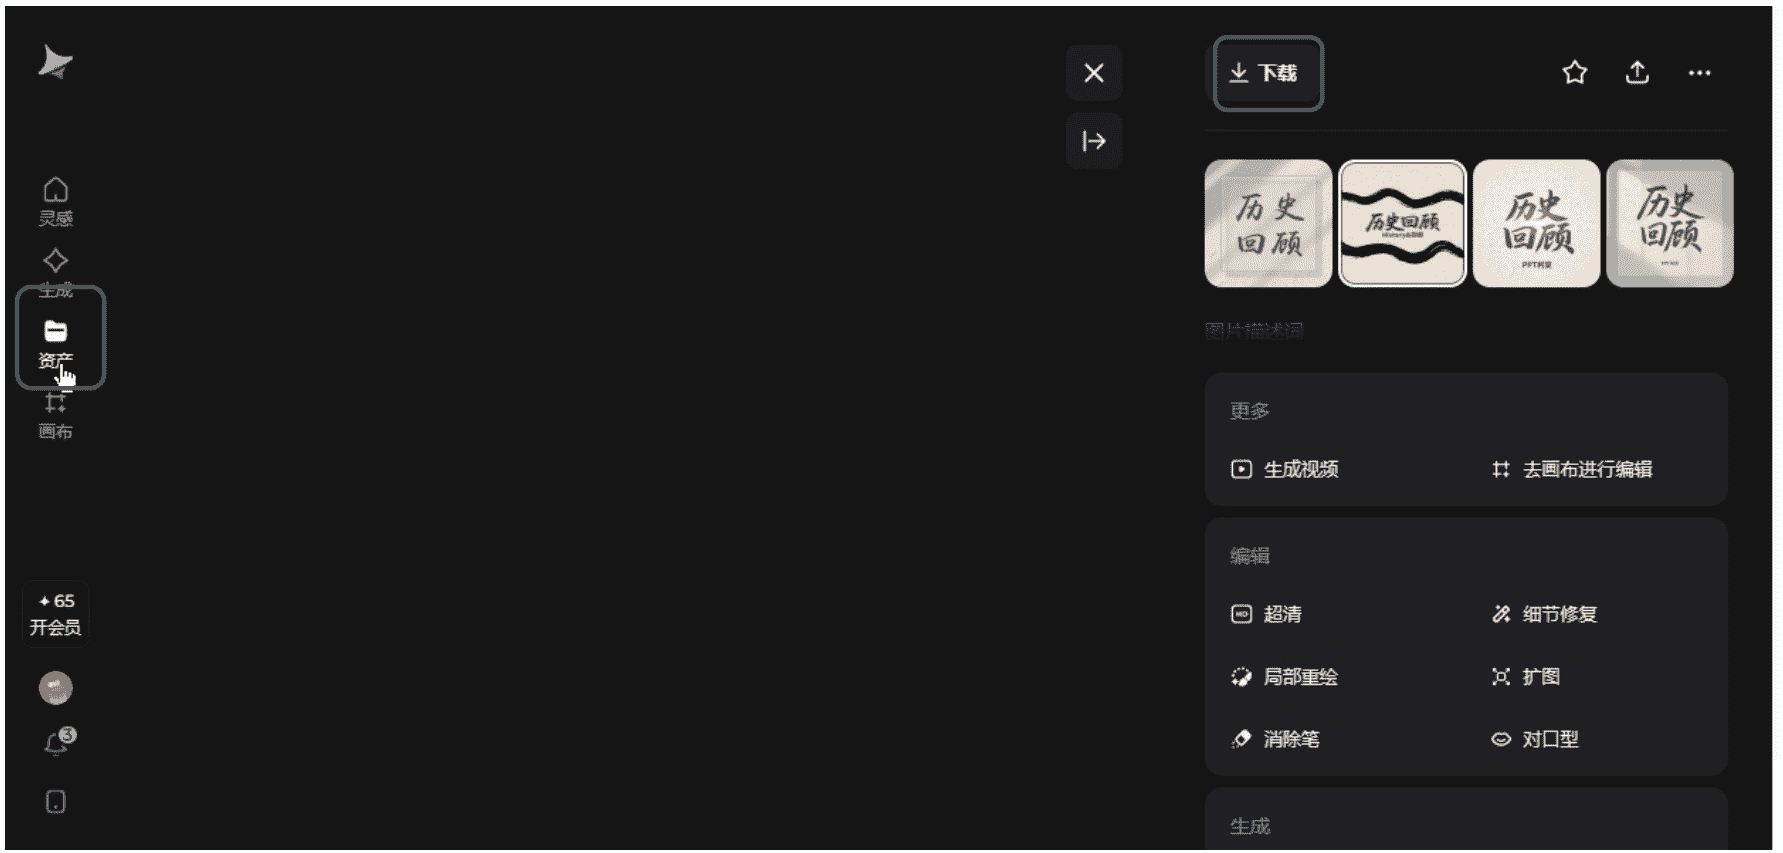 灵感
生成
资产
画布
65
开会员
3
下载
历史
回顾
历史回顾
历史
回顾
历史
回顾
图片描述词
更多
生成视频
去画布进行编辑
编辑
HD 超清
细节修复
局部重绘
扩图
消除笔
对口型
生成